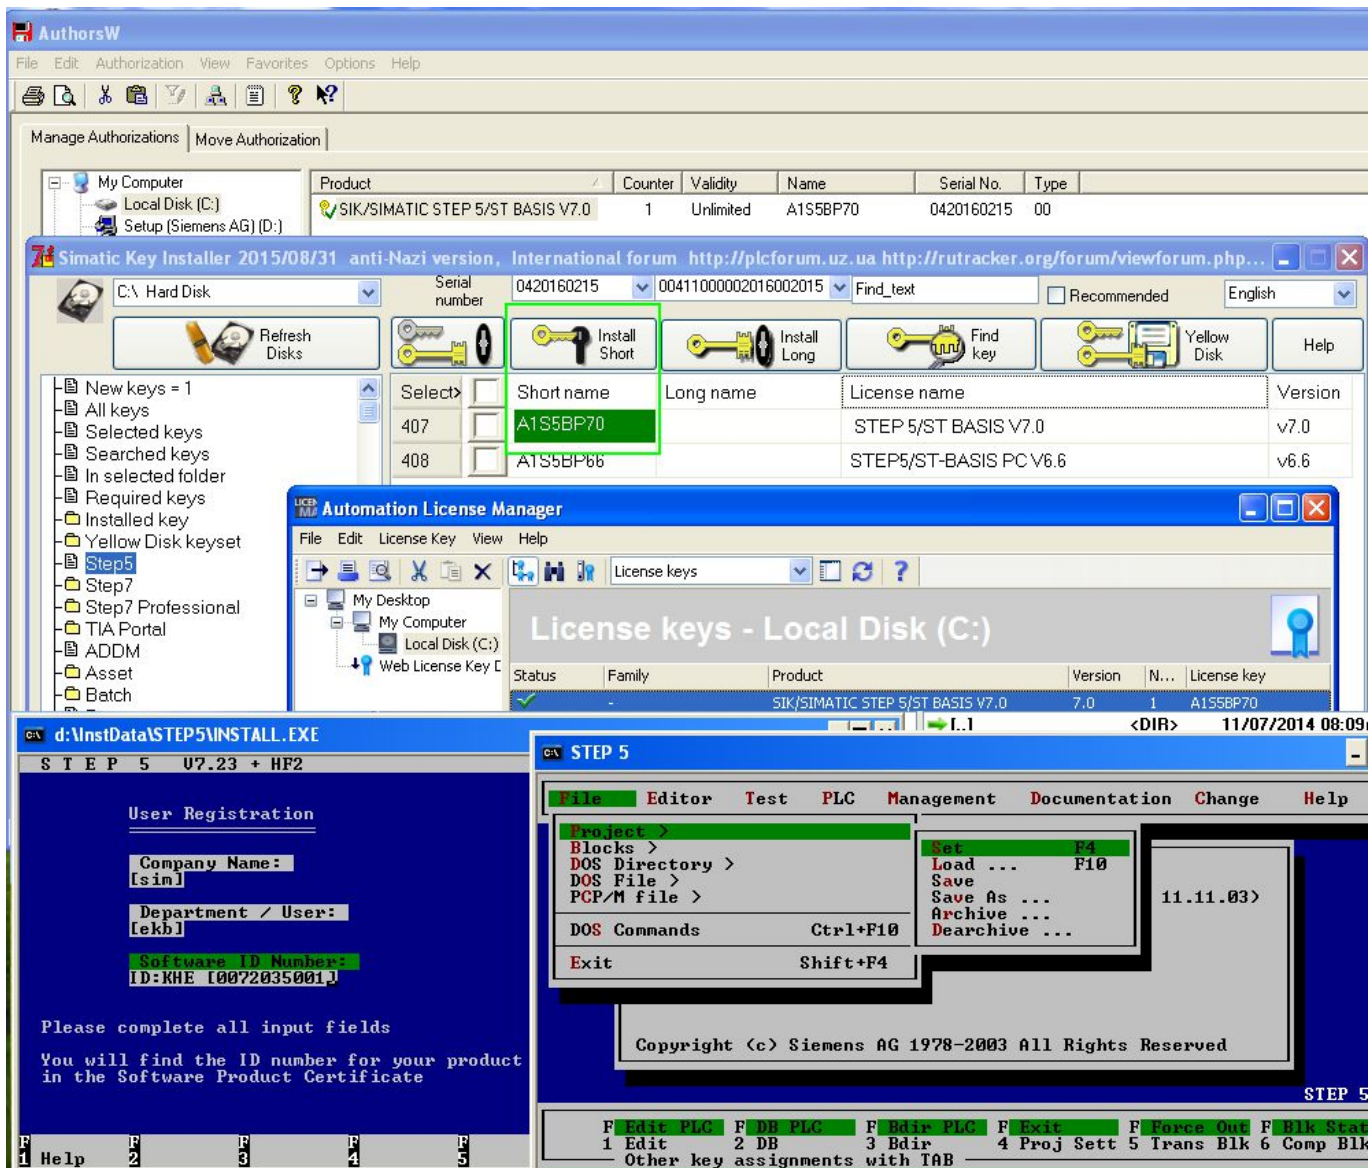 AuthorsW
File Edit Authorization View Favorites Options Help
Manage Authorizations Move Authorization
My Computer
Local Disk (C:)
Setup (Siemens AG) (D:)
Product Counter Validity Name Serial No. Type
SIK/SIMATIC STEP 5/ST BASIS V7.0 1 Unlimited A1S5BP70 0420160215 00
Simatic Key Installer 2015/08/31 anti-Nazi version, International forum http://plcforum.uz.ua http://rutracker.org/forum/viewforum.php...
C:\ Hard Disk
Serial number
0420160215
00411000002016002015
Find_text
Recommended
English
Refresh Disks
Install Short
Install Long
Find key
Yellow Disk
Help
New keys = 1
All keys
Selected keys
Searched keys
In selected folder
Required keys
Installed key
Yellow Disk keyset
Step5
Step7
Step7 Professional
TIA Portal
ADDM
Asset
Batch
Select> Short name Long name License name Version
407 A1S5BP70 STEP 5/ST BASIS V7.0 v7.0
408 A1S5BP66 STEP5/ST-BASIS PC V6.6 v6.6
Automation License Manager
File Edit License Key View Help
License keys
My Desktop
My Computer
Local Disk (C:)
Web License Key D
License keys - Local Disk (C:)
Status Family Product Version N... License key
- SIK/SIMATIC STEP 5/ST BASIS V7.0 7.0 1 A1S5BP70
[..] <DIR> 11/07/2014 08:09
d:\InstData\STEP5\INSTALL.EXE
S T E P 5 V7.23 + HF2
User Registration
Company Name:
[sim]
Department / User:
[ekb]
Software ID Number:
ID:KHE [0072035001]
Please complete all input fields
You will find the ID number for your product
in the Software Product Certificate
F1 Help F2 F3 F4 F5
STEP 5
File Editor Test PLC Management Documentation Change Help
Project >
Blocks >
DOS Directory >
DOS File >
PCP/M file >
DOS Commands Ctrl+F10
Exit Shift+F4
Set F4
Load ... F10
Save
Save As ...
Archive ...
Dearchive ...
11.11.03)
Copyright (c) Siemens AG 1978-2003 All Rights Reserved
STEP 5
F Edit PLC F DB PLC F Bdir PLC F Exit F Force Out F Blk Stat
1 Edit 2 DB 3 Bdir 4 Proj Sett 5 Trans Blk 6 Comp Blk
Other key assignments with TAB